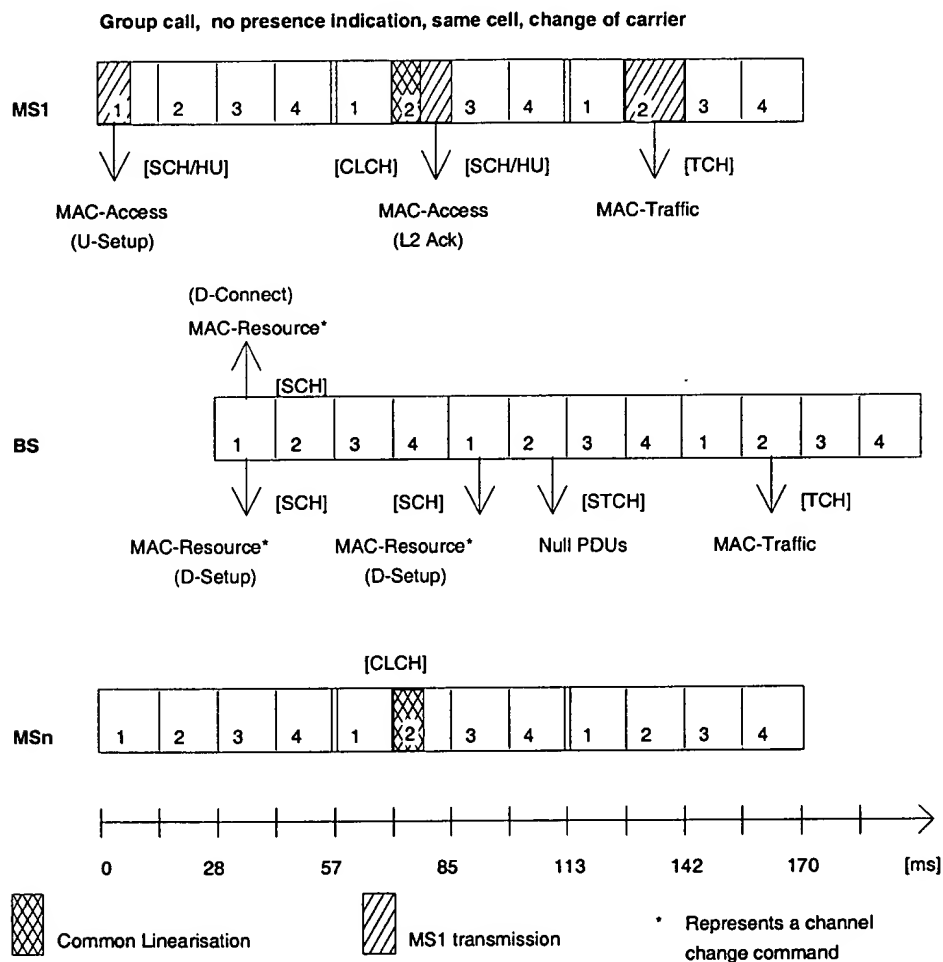 Group call, no presence indication, same cell, change of carrier
MS1
1 2 3 4 1 2 3 4 1 2 3 4
[SCH/HU] [CLCH] [SCH/HU] [TCH]
MAC-Access MAC-Access MAC-Traffic
(U-Setup) (L2 Ack)
(D-Connect)
MAC-Resource*
[SCH]
BS
1 2 3 4 1 2 3 4 1 2 3 4
[SCH] [SCH] [STCH] [TCH]
MAC-Resource* MAC-Resource* Null PDUs MAC-Traffic
(D-Setup) (D-Setup)
[CLCH]
MSn
1 2 3 4 1 2 3 4 1 2 3 4
0 28 57 85 113 142 170 [ms]
Common Linearisation
MS1 transmission
* Represents a channel
change command